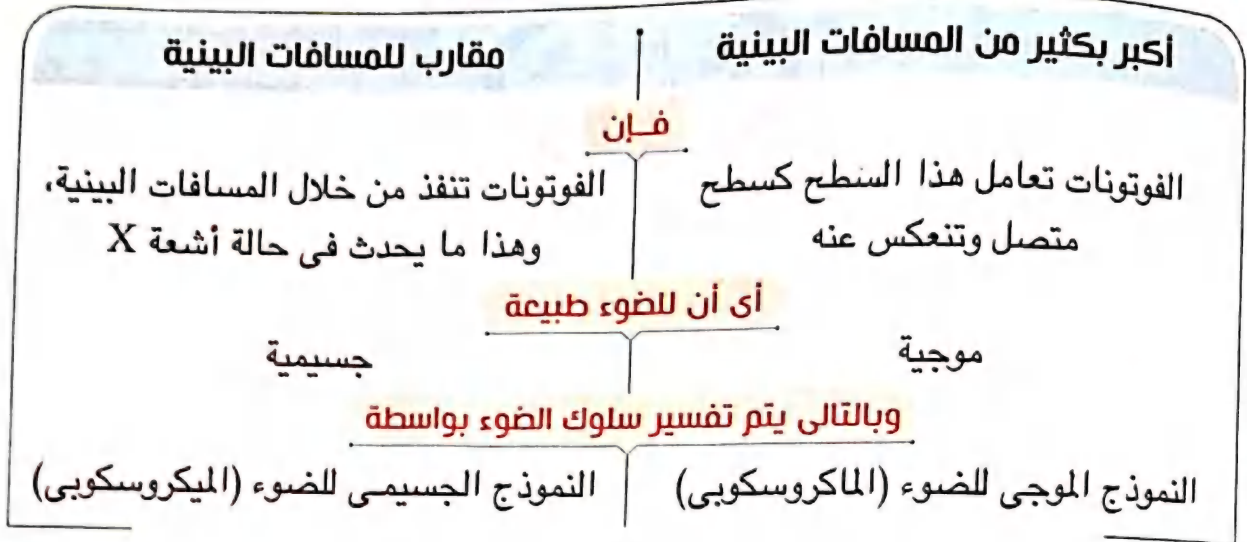 أكبر بكثير من المسافات البينية
مقارب للمسافات البينية
فـإن
الفوتونات تعامل هذا السطح كسطح
متصل وتنعكس عنه
الفوتونات تنفذ من خلال المسافات البينية،
وهذا ما يحدث فى حالة أشعة X
أى أن للضوء طبيعة
موجية
جسيمية
وبالتالى يتم تفسير سلوك الضوء بواسطة
النموذج الموجى للضوء (الماكروسكوبى)
النموذج الجسيمى للضوء (الميكروسكوبى)